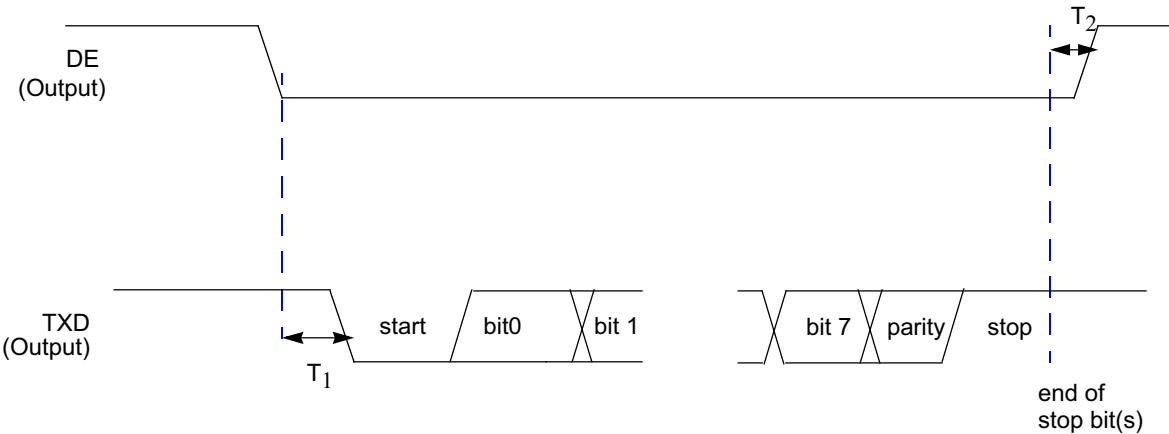 T2
DE
(Output)
TXD
(Output)
start
bit0
bit 1
bit 7
parity
stop
T1
end of
stop bit(s)